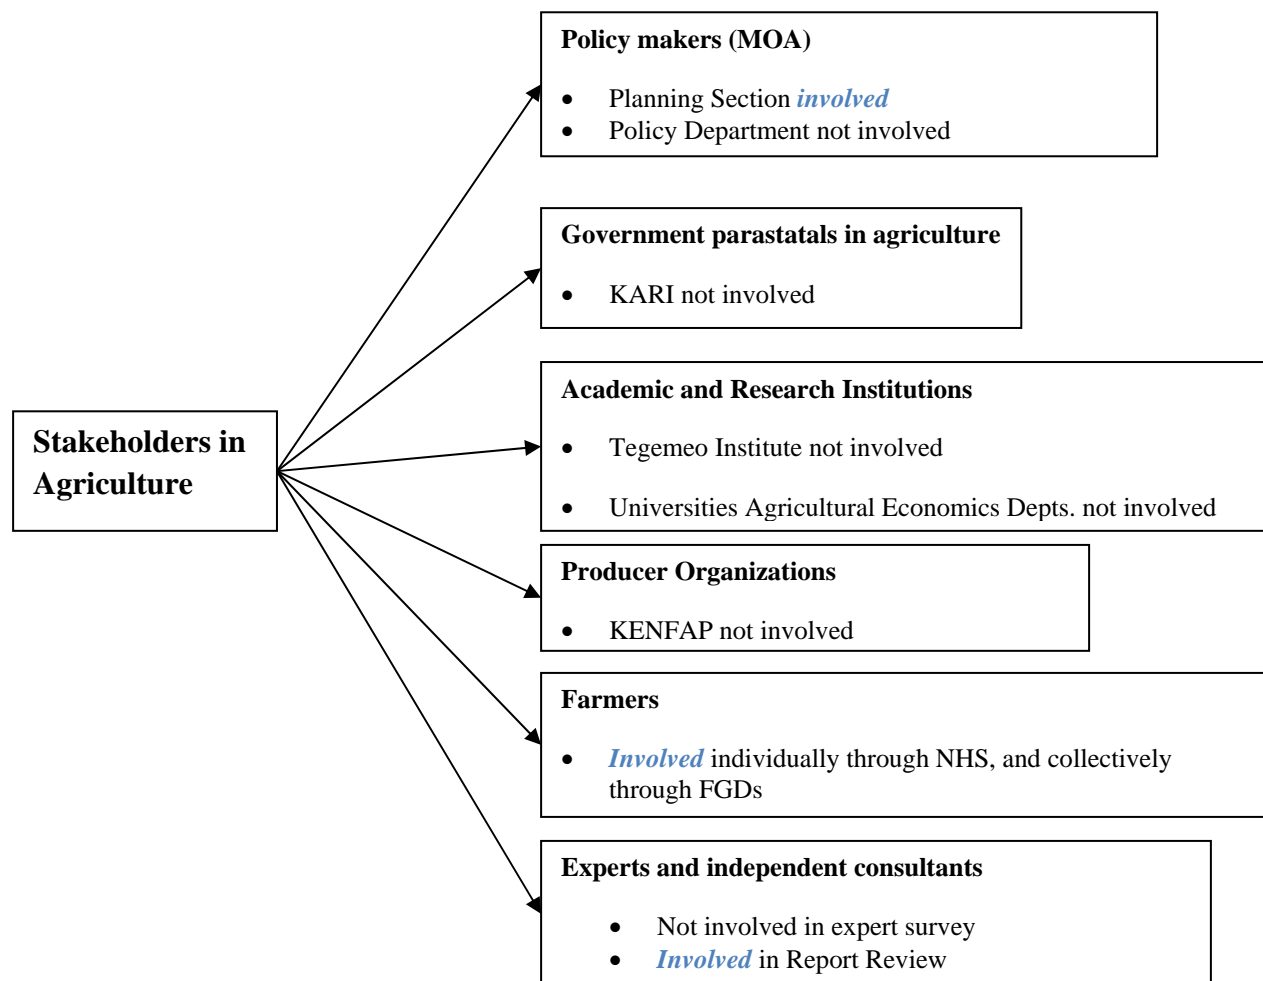 Policy makers (MOA)
• Planning Section involved
• Policy Department not involved
Government parastatals in agriculture
• KARI not involved
Academic and Research Institutions
• Tegemeo Institute not involved
• Universities Agricultural Economics Depts. not involved
Stakeholders in
Agriculture
Producer Organizations
• KENFAP not involved
Farmers
• Involved individually through NHS, and collectively
through FGDs
Experts and independent consultants
• Not involved in expert survey
• Involved in Report Review